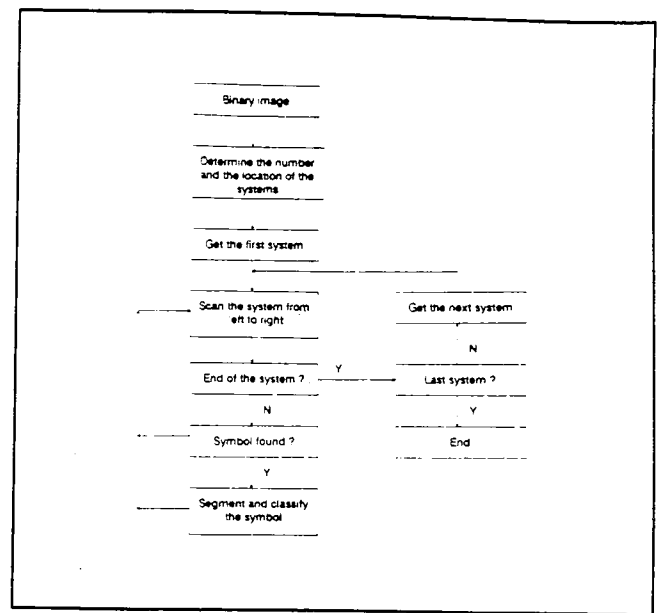 Binary image
Determine the number
and the location of the
systems
Get the first system
Scan the system from
left to right
End of the system ?
Y
N
Symbol found ?
Y
Segment and classify
the symbol
Get the next system
N
Last system ?
Y
End